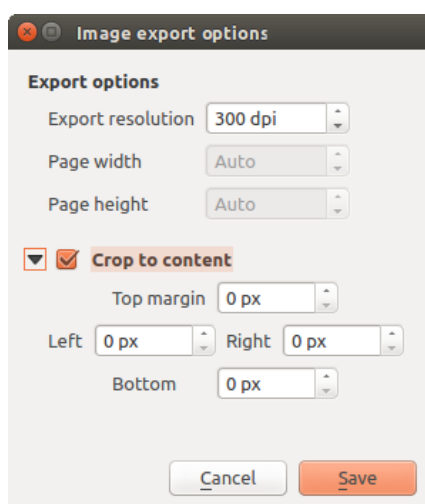 Image export options
Export options
Export resolution 300 dpi
Page width Auto
Page height Auto
Crop to content
Top margin 0 px
Left 0 px Right 0 px
Bottom 0 px
Cancel Save